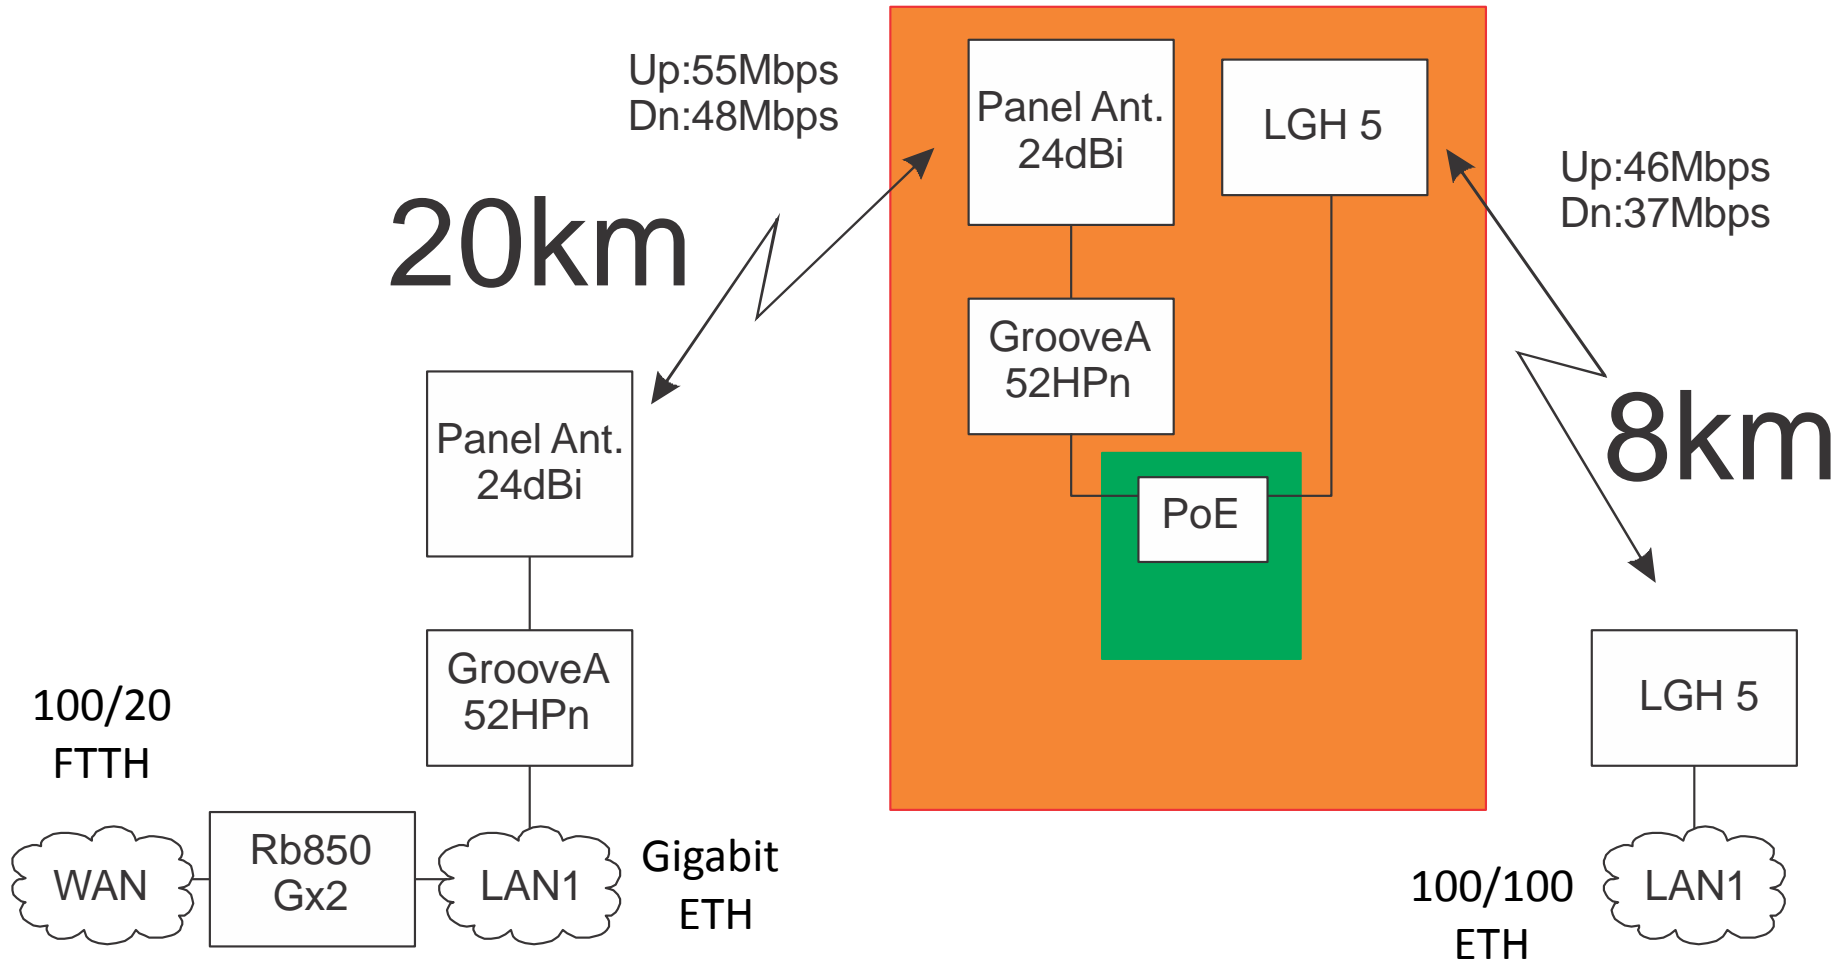 Up:55Mbps
Dn:48Mbps
20km
Panel Ant.
24dBi
LGH 5
Up:46Mbps
Dn:37Mbps
GrooveA
52HPn
PoE
8km
Panel Ant.
24dBi
GrooveA
52HPn
100/20
FTTH
WAN
Rb850
Gx2
LAN1
Gigabit
ETH
LGH 5
100/100
ETH
LAN1